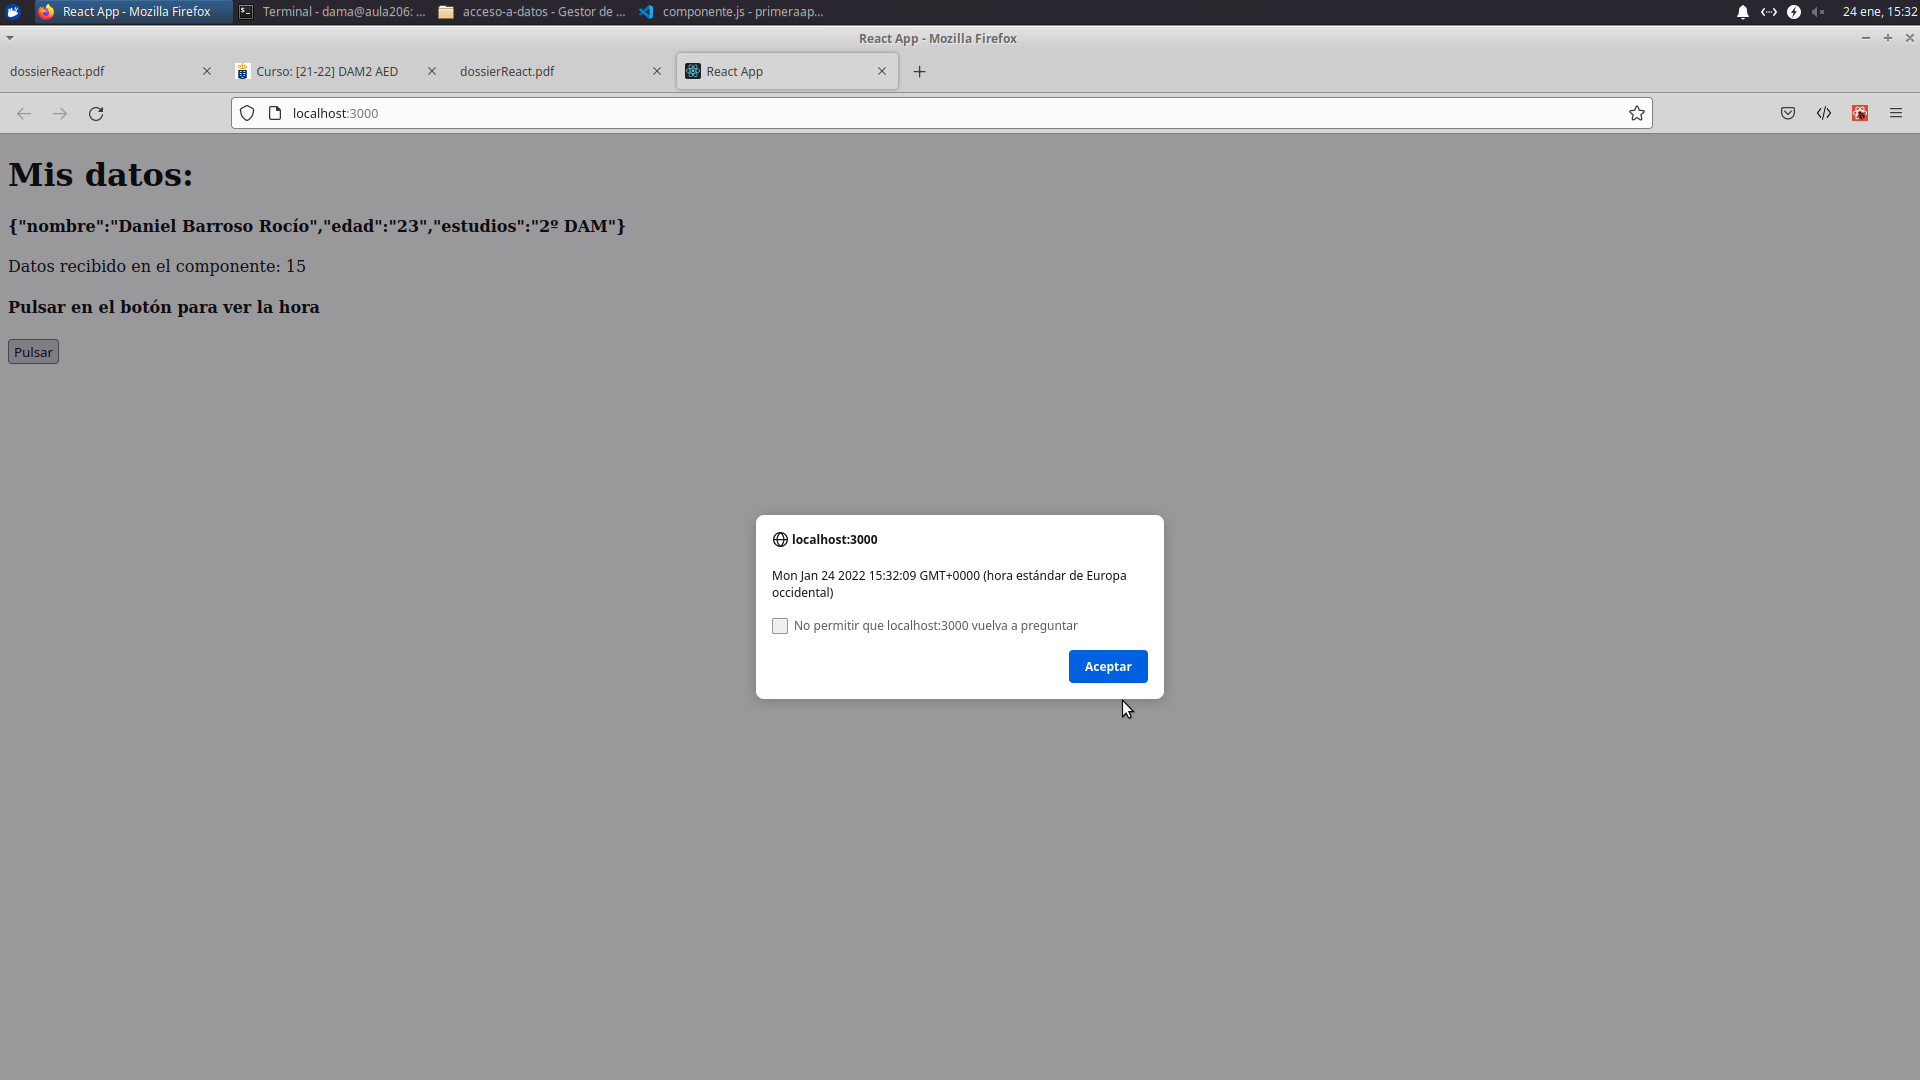 React App - Mozilla Firefox
Terminal - dama@aula206: ...
acceso-a-datos - Gestor de ...
componente.js - primeraap...
24 ene, 15:32
React App - Mozilla Firefox
dossierReact.pdf
Curso: [21-22] DAM2 AED
dossierReact.pdf
React App
localhost:3000
Mis datos:
{"nombre":"Daniel Barroso Rocío","edad":"23","estudios":"2º DAM"}
Datos recibido en el componente: 15
Pulsar en el botón para ver la hora
Pulsar
localhost:3000
Mon Jan 24 2022 15:32:09 GMT+0000 (hora estándar de Europa
occidental)
No permitir que localhost:3000 vuelva a preguntar
Aceptar